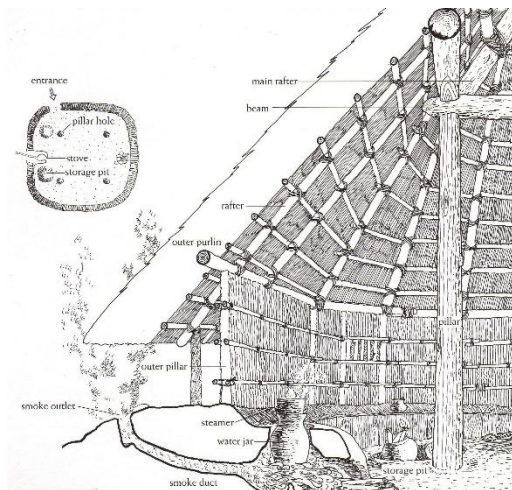 entrance
pillar hole
stove
storage pit
main rafter
beam
rafter
outer purlin
pillar
outer pillar
smoke outlet
steamer
water jar
storage pit
smoke duct